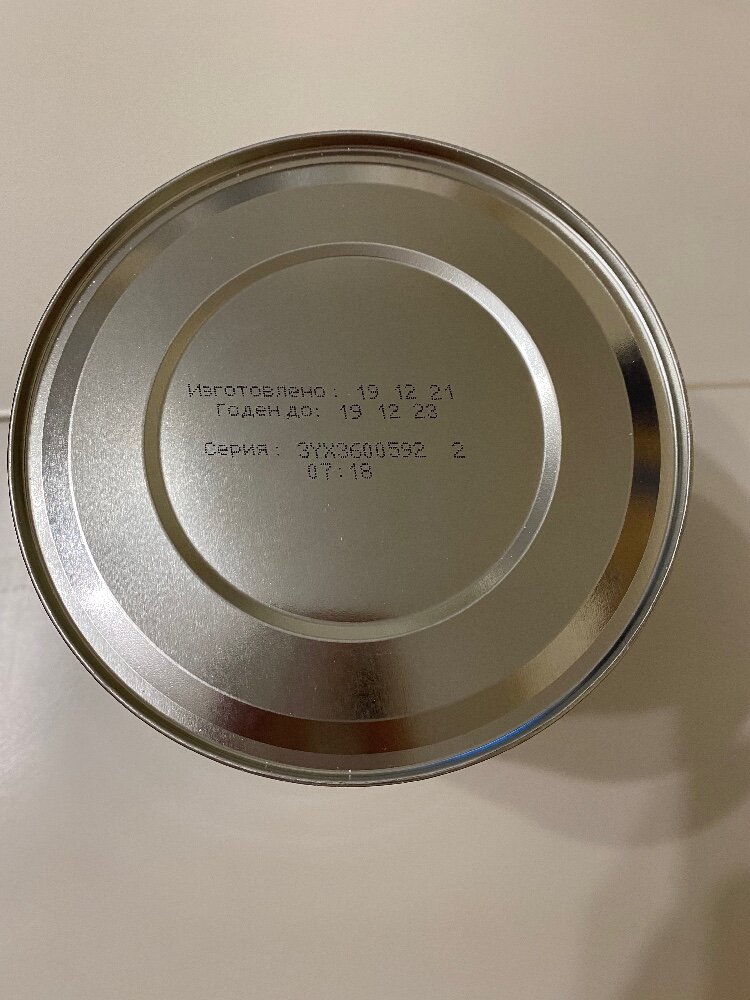 Изготовлено: 19 12 21
Годен до: 19 12 23
Серия: 3YX3600592 2
07:18